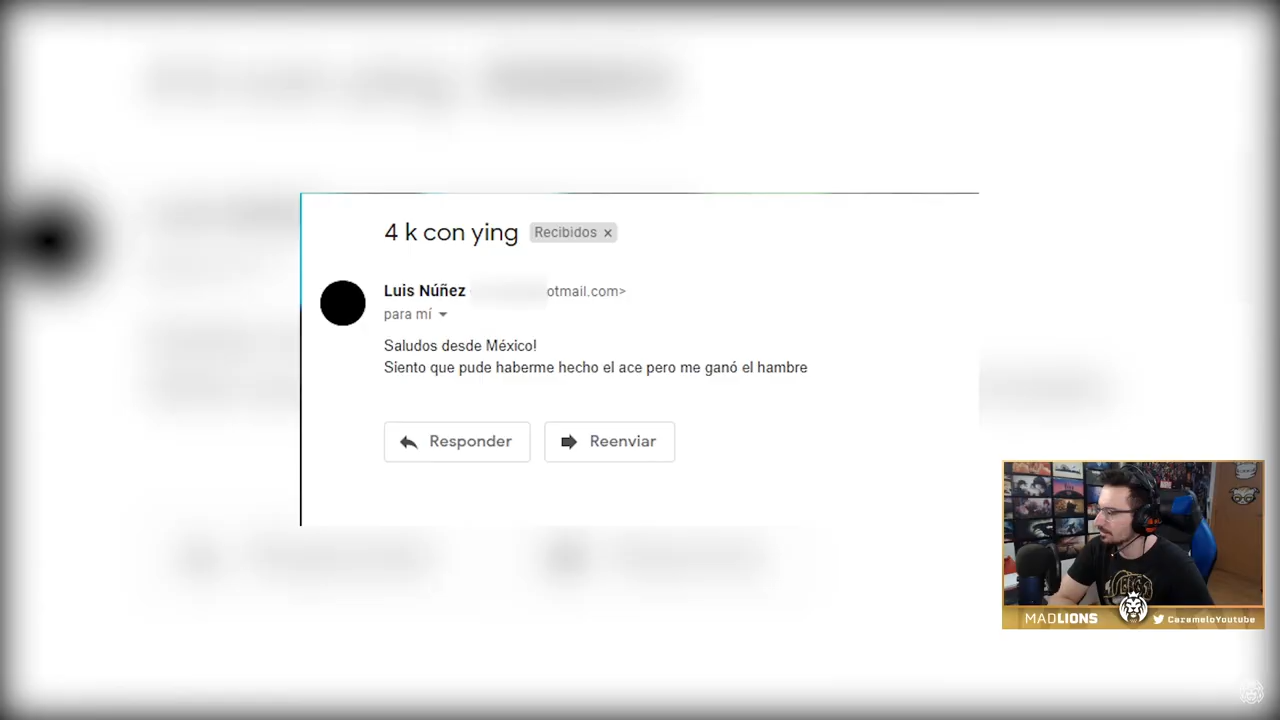 4 k con ying Recibidos ×
Luis Núñez otmail.com>
para mí
Saludos desde México!
Siento que pude haberme hecho el ace pero me ganó el hambre
Responder Reenviar
MADLIONS CarameloYoutube